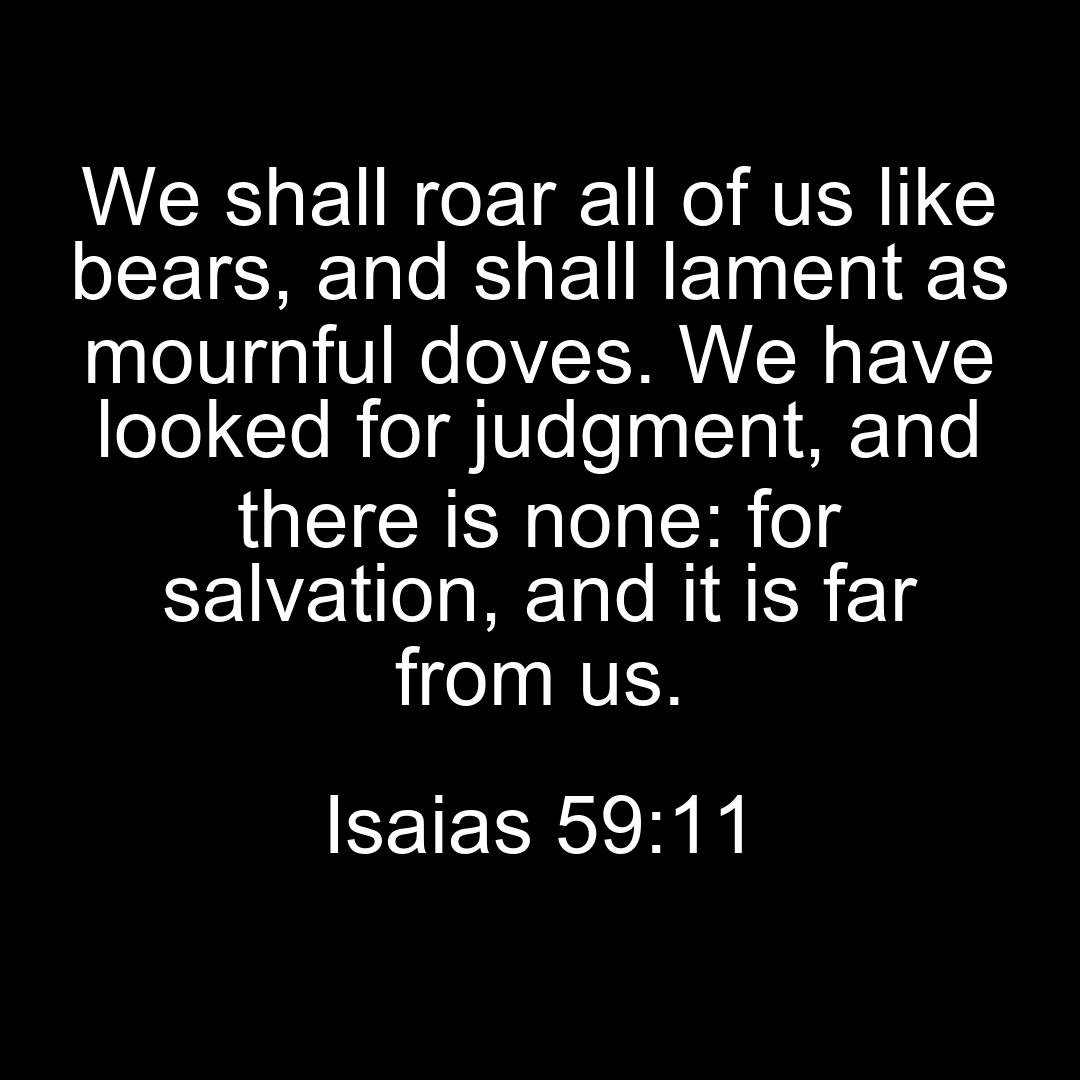 We shall roar all of us like
bears, and shall lament as
mournful doves. We have
looked for judgment, and
there is none: for
salvation, and it is far
from us.
Isaias 59:11